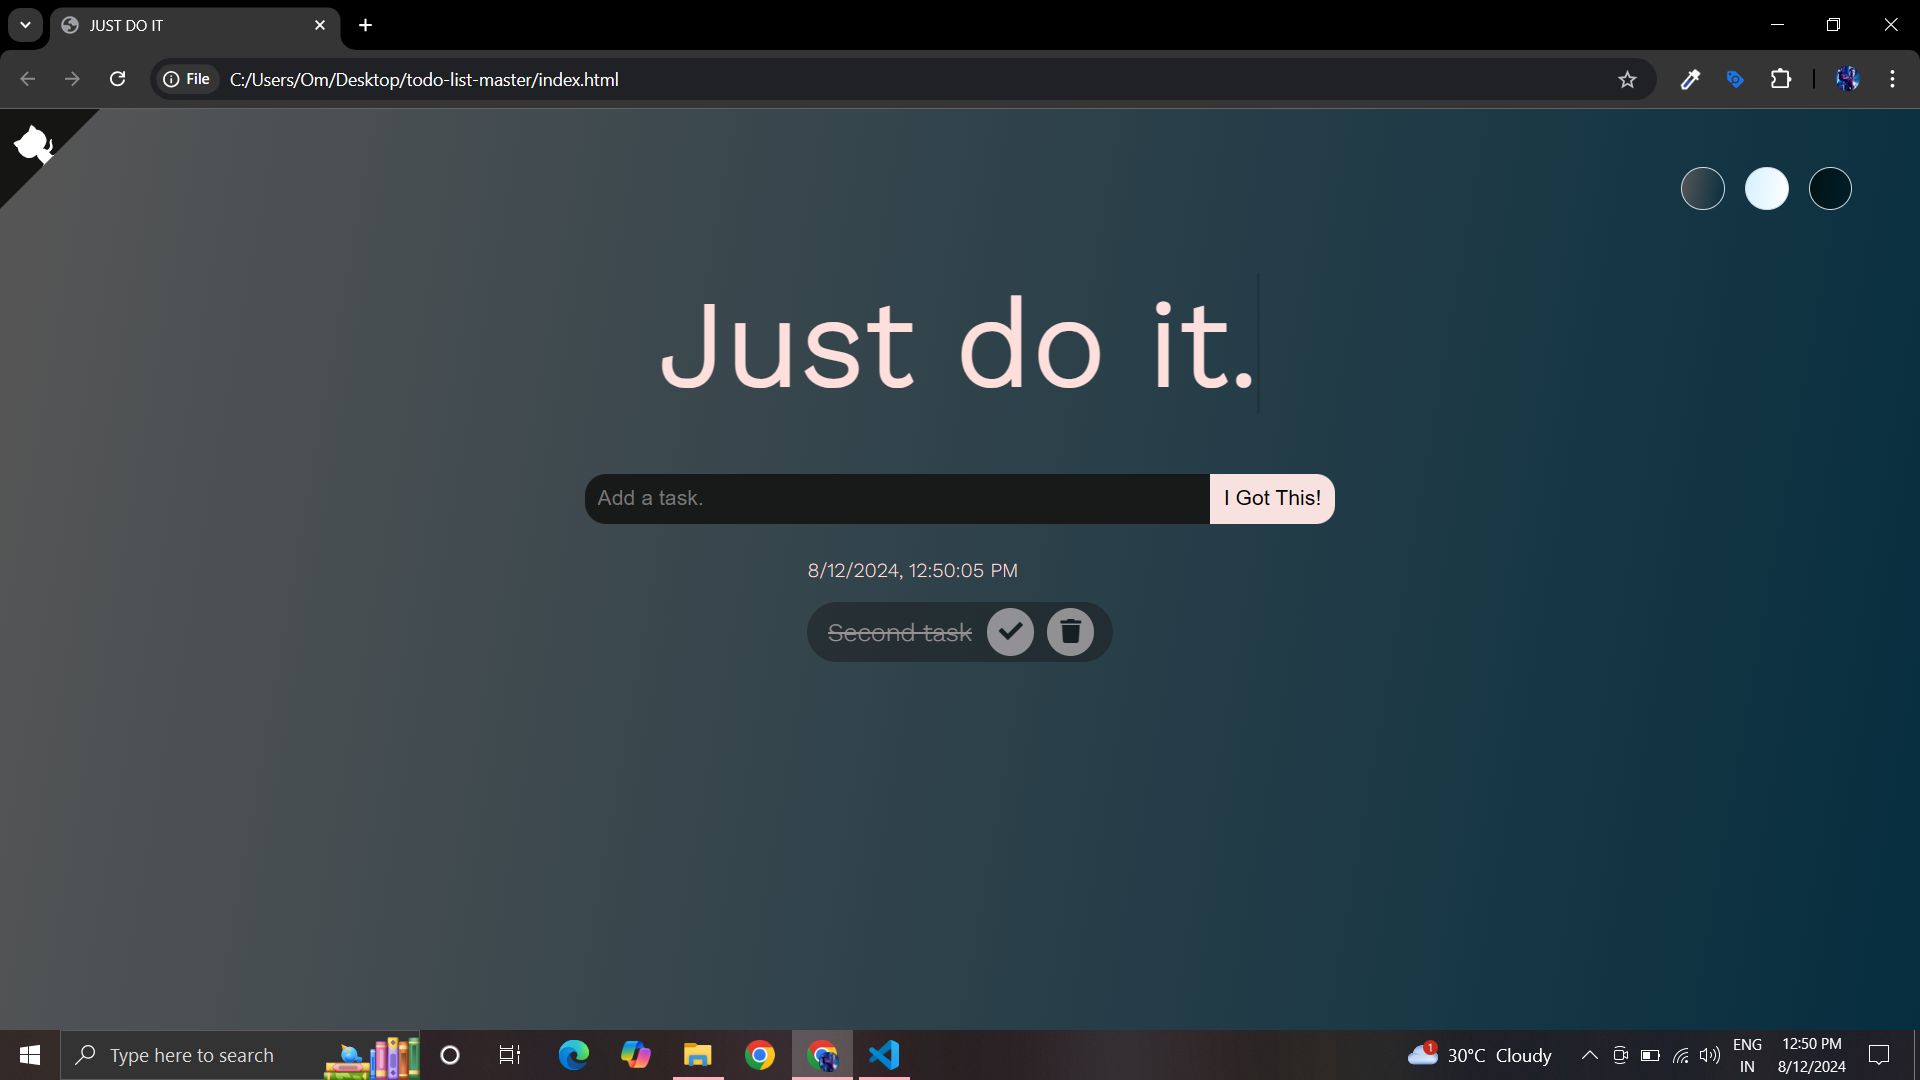 JUST DO IT
File
C:/Users/Om/Desktop/todo-list-master/index.html
Just do it.
Add a task.
I Got This!
8/12/2024, 12:50:05 PM
Second task
Type here to search
1
30°C Cloudy
ENG
IN
12:50 PM
8/12/2024